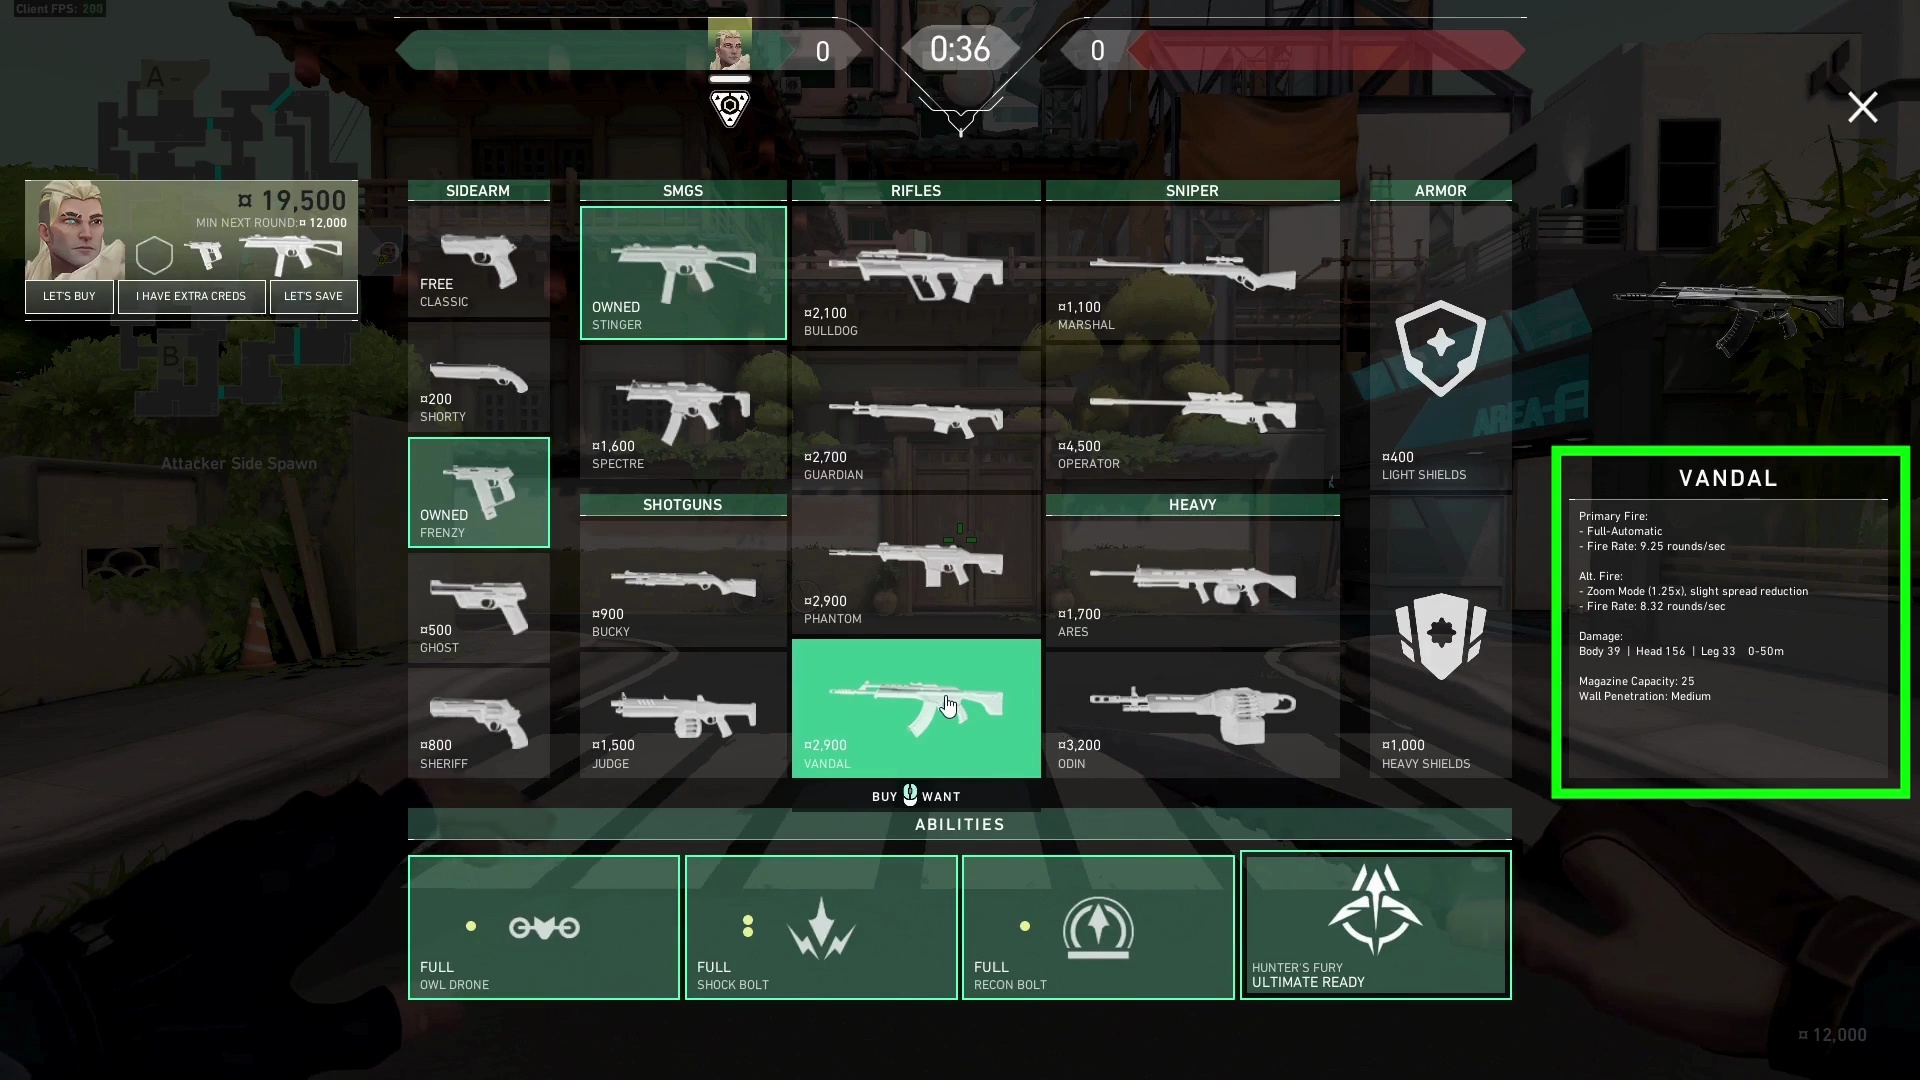 Client FPS: 200
0
0:36
0
A
B
Attacker Side Spawn
¤ 19,500
MIN NEXT ROUND:¤ 12,000
LET'S BUY
I HAVE EXTRA CREDS
LET'S SAVE
SIDEARM
FREE
CLASSIC
¤200
SHORTY
OWNED
FRENZY
¤500
GHOST
¤800
SHERIFF
SMGS
OWNED
STINGER
¤1,600
SPECTRE
SHOTGUNS
¤900
BUCKY
¤1,500
JUDGE
RIFLES
¤2,100
BULLDOG
¤2,700
GUARDIAN
¤2,900
PHANTOM
¤2,900
VANDAL
BUY WANT
SNIPER
¤1,100
MARSHAL
¤4,500
OPERATOR
HEAVY
¤1,700
ARES
¤3,200
ODIN
ARMOR
¤400
LIGHT SHIELDS
¤1,000
HEAVY SHIELDS
AREA-A
VANDAL
Primary Fire:
- Full-Automatic
- Fire Rate: 9.25 rounds/sec
Alt. Fire:
- Zoom Mode (1.25x), slight spread reduction
- Fire Rate: 8.32 rounds/sec
Damage:
Body 39 | Head 156 | Leg 33 0-50m
Magazine Capacity: 25
Wall Penetration: Medium
ABILITIES
FULL
OWL DRONE
FULL
SHOCK BOLT
FULL
RECON BOLT
HUNTER'S FURY
ULTIMATE READY
¤ 12,000